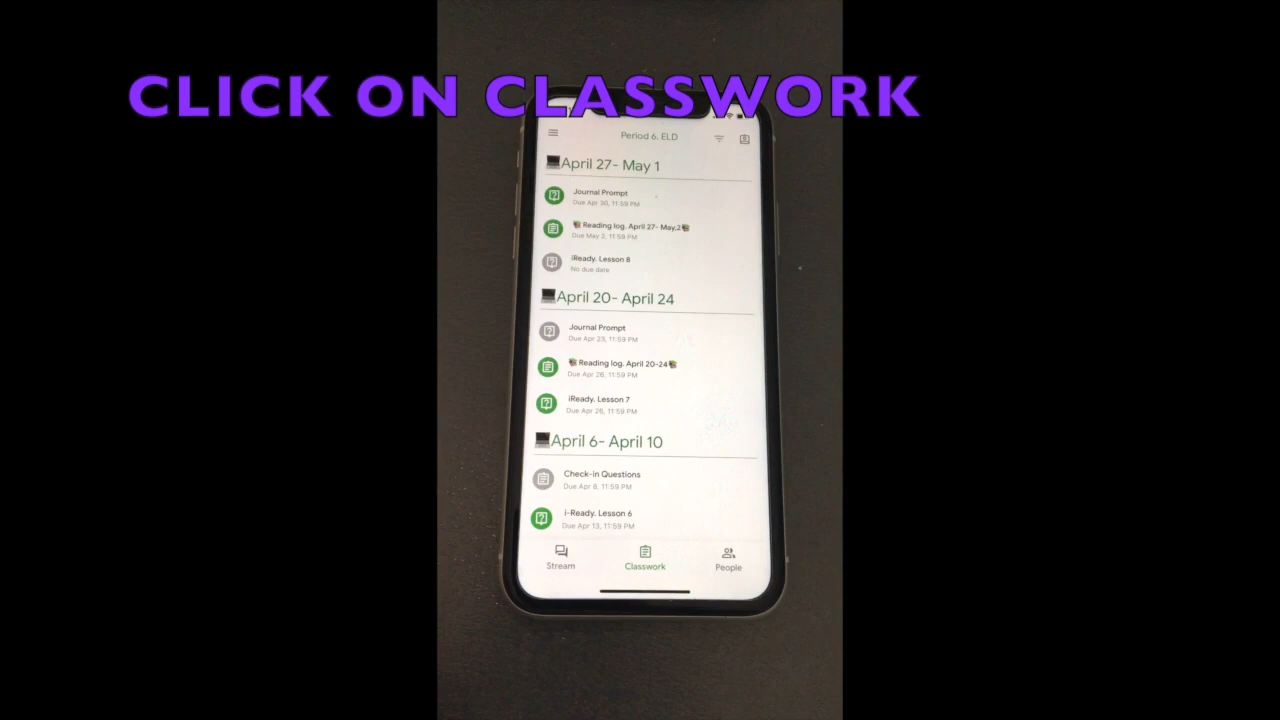 CLICK ON CLASSWORK
Period 6. ELD
April 27- May 1
Journal Prompt
Due Apr 30, 11:59 PM
Reading log. April 27- May,2
Due May 3, 11:59 PM
iReady. Lesson 8
No due date
April 20- April 24
Journal Prompt
Due Apr 23, 11:59 PM
Reading log. April 20-24
Due Apr 26, 11:59 PM
iReady. Lesson 7
Due Apr 26, 11:59 PM
April 6- April 10
Check-in Questions
Due Apr 8, 11:59 PM
i-Ready. Lesson 6
Due Apr 13, 11:59 PM
Stream
Classwork
People